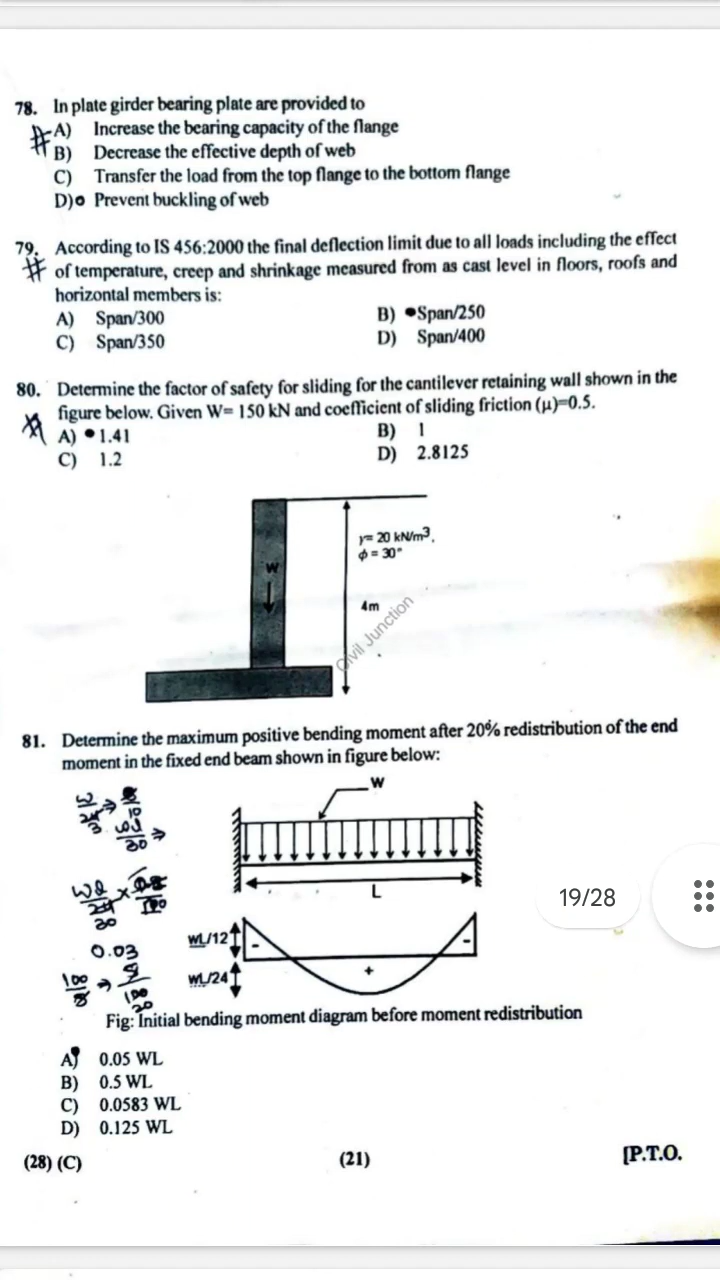 78. In plate girder bearing plate are provided to
A) Increase the bearing capacity of the flange
B) Decrease the effective depth of web
C) Transfer the load from the top flange to the bottom flange
D) Prevent buckling of web
79. According to IS 456:2000 the final deflection limit due to all loads including the effect
# of temperature, creep and shrinkage measured from as cast level in floors, roofs and
horizontal members is:
A) Span/300 B) Span/250
C) Span/350 D) Span/400
80. Determine the factor of safety for sliding for the cantilever retaining wall shown in the
figure below. Given W= 150 kN and coefficient of sliding friction (μ)=0.5.
A) 1.41 B) 1
C) 1.2 D) 2.8125
γ= 20 kN/m³,
ϕ = 30°
W
4m
Civil Junction
81. Determine the maximum positive bending moment after 20% redistribution of the end
moment in the fixed end beam shown in figure below:
W
L
19/28
WL/12
-
-
WL/24
+
0.03
Fig: Initial bending moment diagram before moment redistribution
A) 0.05 WL
B) 0.5 WL
C) 0.0583 WL
D) 0.125 WL
(28) (C) (21) [P.T.O.